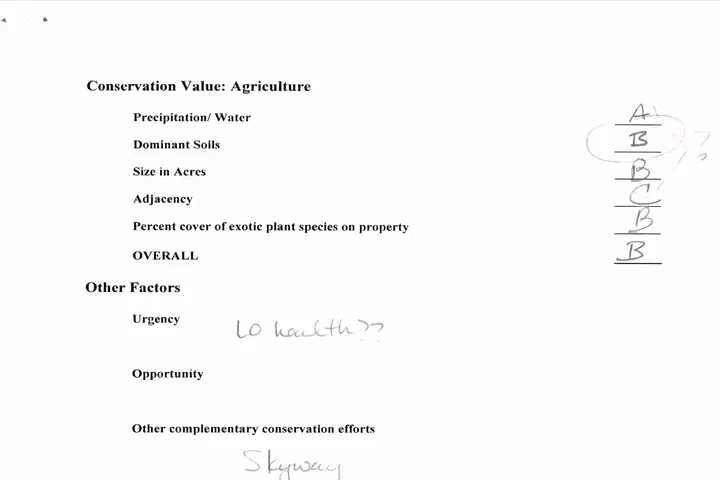 Conservation Value: Agriculture
Precipitation/ Water A
Dominant Soils B
??
Size in Acres B
Adjacency C
Percent cover of exotic plant species on property B
OVERALL B
Other Factors
Urgency LO health??
Opportunity
Other complementary conservation efforts
Skyway